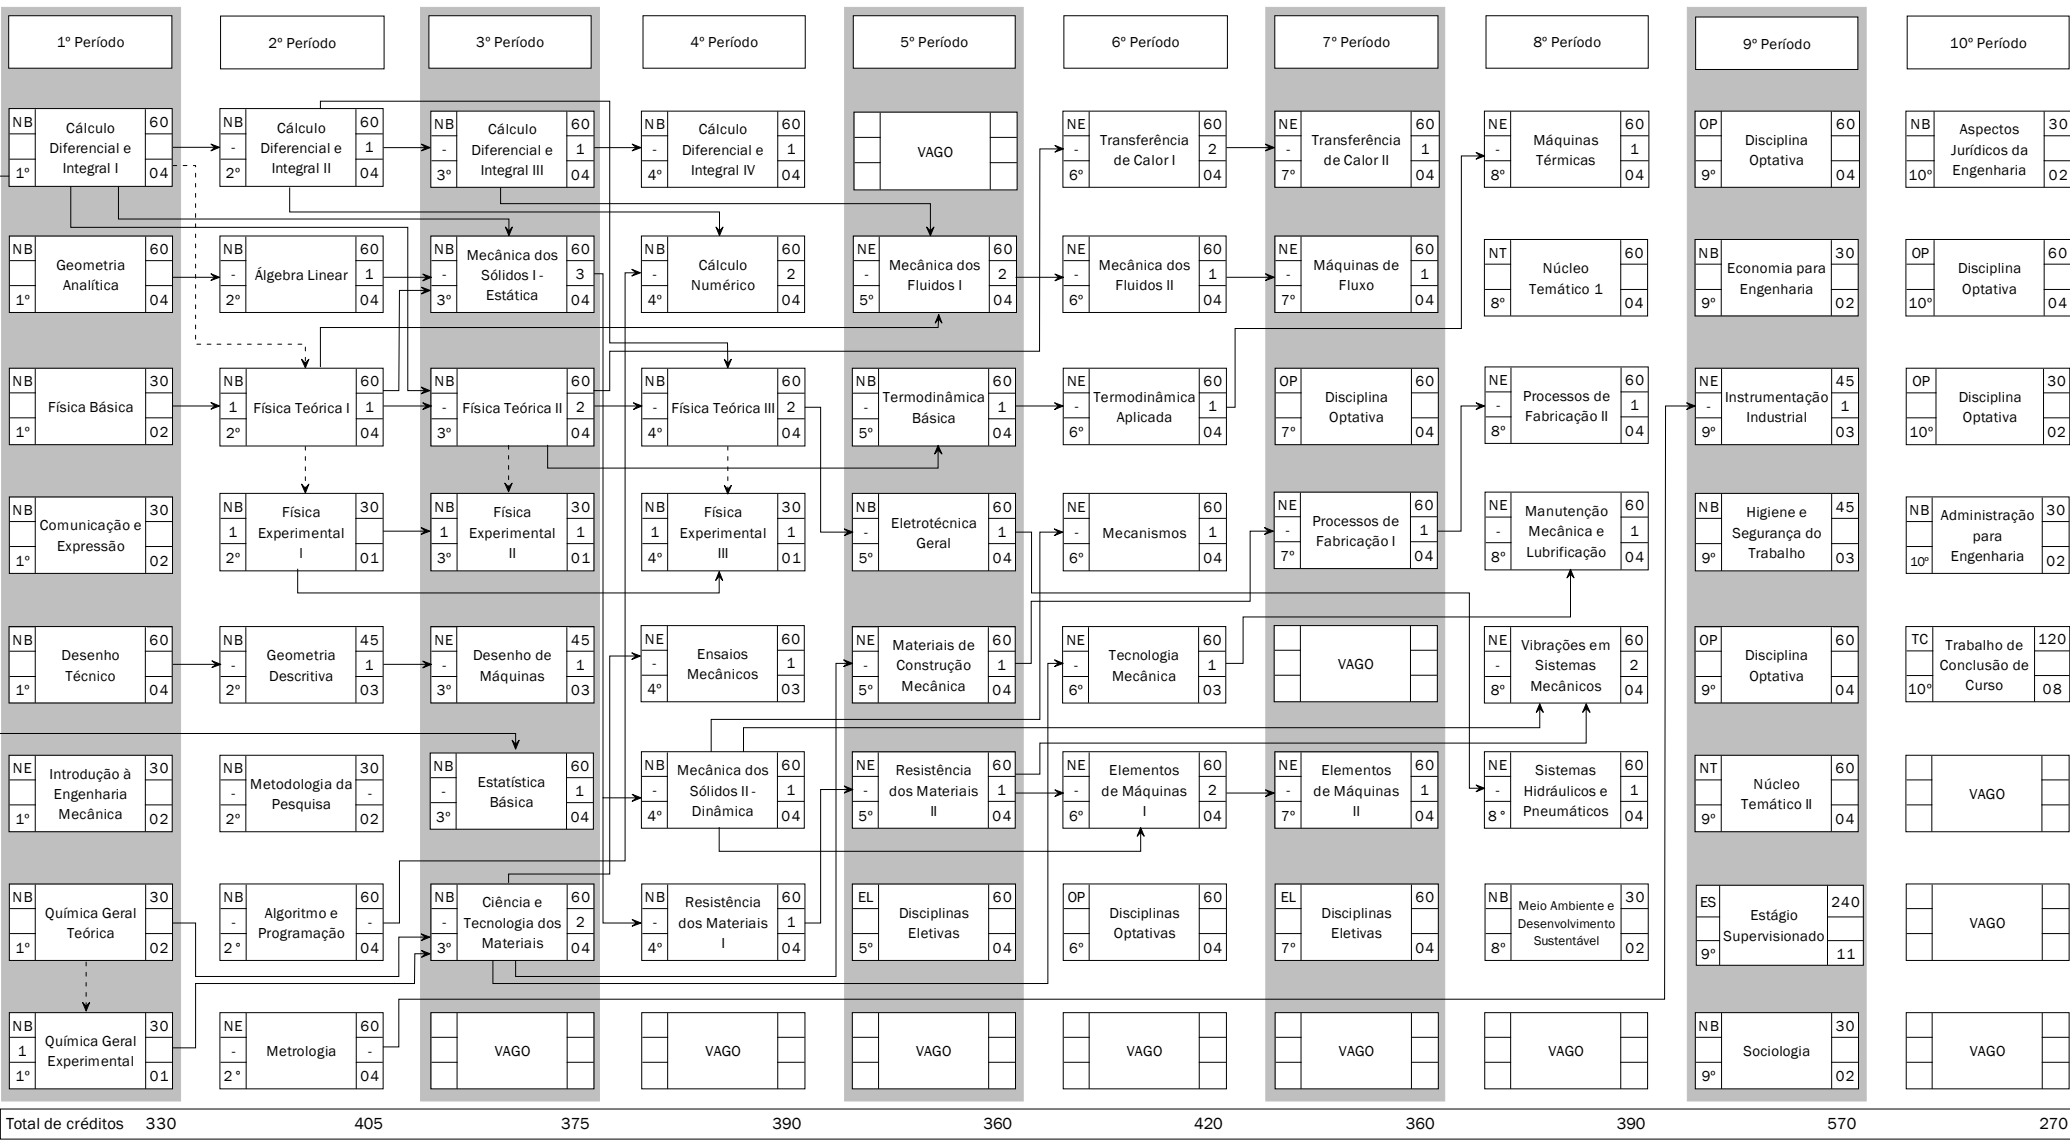 1º Período
2º Período
3º Período
4º Período
5º Período
6º Período
7º Período
8º Período
9º Período
10º Período
NB
Cálculo
Diferencial e
Integral I
60
1º
04
NB
Cálculo
Diferencial e
Integral II
60
-
1
2º
04
NB
Cálculo
Diferencial e
Integral III
60
-
1
3º
04
NB
Cálculo
Diferencial e
Integral IV
60
-
1
4º
04
VAGO
NE
Transferência
de Calor I
60
-
2
6º
04
NE
Transferência
de Calor II
60
-
1
7º
04
NE
Máquinas
Térmicas
60
-
1
8º
04
OP
Disciplina
Optativa
60
9º
04
NB
Aspectos
Jurídicos da
Engenharia
30
10º
02
NB
Geometria
Analítica
60
1º
04
NB
Álgebra Linear
60
-
1
2º
04
NB
Mecânica dos
Sólidos I -
Estática
60
-
3
3º
04
NB
Cálculo
Numérico
60
-
2
4º
04
NE
Mecânica dos
Fluidos I
60
-
2
5º
04
NE
Mecânica dos
Fluidos II
60
-
1
6º
04
NE
Máquinas de
Fluxo
60
-
1
7º
04
NT
Núcleo
Temático 1
60
8º
04
NB
Economia para
Engenharia
30
9º
02
OP
Disciplina
Optativa
60
10º
04
NB
Física Básica
30
1º
02
NB
Física Teórica I
60
1
1
2º
04
NB
Física Teórica II
60
-
2
3º
04
NB
Física Teórica III
60
-
2
4º
04
NB
Termodinâmica
Básica
60
-
1
5º
04
NE
Termodinâmica
Aplicada
60
-
1
6º
04
OP
Disciplina
Optativa
60
7º
04
NE
Processos de
Fabricação II
60
-
1
8º
04
NE
Instrumentação
Industrial
45
-
1
9º
03
OP
Disciplina
Optativa
30
10º
02
NB
Comunicação e
Expressão
30
1º
02
NB
Física
Experimental
I
30
1
2º
01
NB
Física
Experimental
II
30
1
1
3º
01
NB
Física
Experimental
III
30
1
1
4º
01
NB
Eletrotécnica
Geral
60
-
1
5º
04
NE
Mecanismos
60
-
1
6º
04
NE
Processos de
Fabricação I
60
-
1
7º
04
NE
Manutenção
Mecânica e
Lubrificação
60
-
1
8º
04
NB
Higiene e
Segurança do
Trabalho
45
9º
03
NB
Administração
para
Engenharia
30
10º
02
NB
Desenho
Técnico
60
1º
04
NB
Geometria
Descritiva
45
-
1
2º
03
NE
Desenho de
Máquinas
45
-
1
3º
03
NE
Ensaios
Mecânicos
60
-
1
4º
03
NE
Materiais de
Construção
Mecânica
60
-
1
5º
04
NE
Tecnologia
Mecânica
60
-
1
6º
03
VAGO
NE
Vibrações em
Sistemas
Mecânicos
60
-
2
8º
04
OP
Disciplina
Optativa
60
9º
04
TC
Trabalho de
Conclusão de
Curso
120
10º
08
NE
Introdução à
Engenharia
Mecânica
30
1º
02
NB
Metodologia da
Pesquisa
30
-
-
2º
02
NB
Estatística
Básica
60
-
1
3º
04
NB
Mecânica dos
Sólidos II -
Dinâmica
60
-
1
4º
04
NE
Resistência
dos Materiais
II
60
-
1
5º
04
NE
Elementos
de Máquinas
I
60
-
2
6º
04
NE
Elementos
de Máquinas
II
60
-
1
7º
04
NE
Sistemas
Hidráulicos e
Pneumáticos
60
-
1
8º
04
NT
Núcleo
Temático II
60
9º
04
VAGO
NB
Química Geral
Teórica
30
1º
02
NB
Algoritmo e
Programação
60
-
-
2º
04
NB
Ciência e
Tecnologia dos
Materiais
60
-
2
3º
04
NB
Resistência
dos Materiais
I
60
-
1
4º
04
EL
Disciplinas
Eletivas
60
5º
04
OP
Disciplinas
Optativas
60
6º
04
EL
Disciplinas
Eletivas
60
7º
04
NB
Meio Ambiente e
Desenvolvimento
Sustentável
30
8º
02
ES
Estágio
Supervisionado
240
9º
11
VAGO
NB
Química Geral
Experimental
30
1
1º
01
NE
Metrologia
60
-
-
2º
04
VAGO
VAGO
VAGO
VAGO
VAGO
VAGO
NB
Sociologia
30
9º
02
VAGO
Total de créditos 330 405 375 390 360 420 360 390 570 270